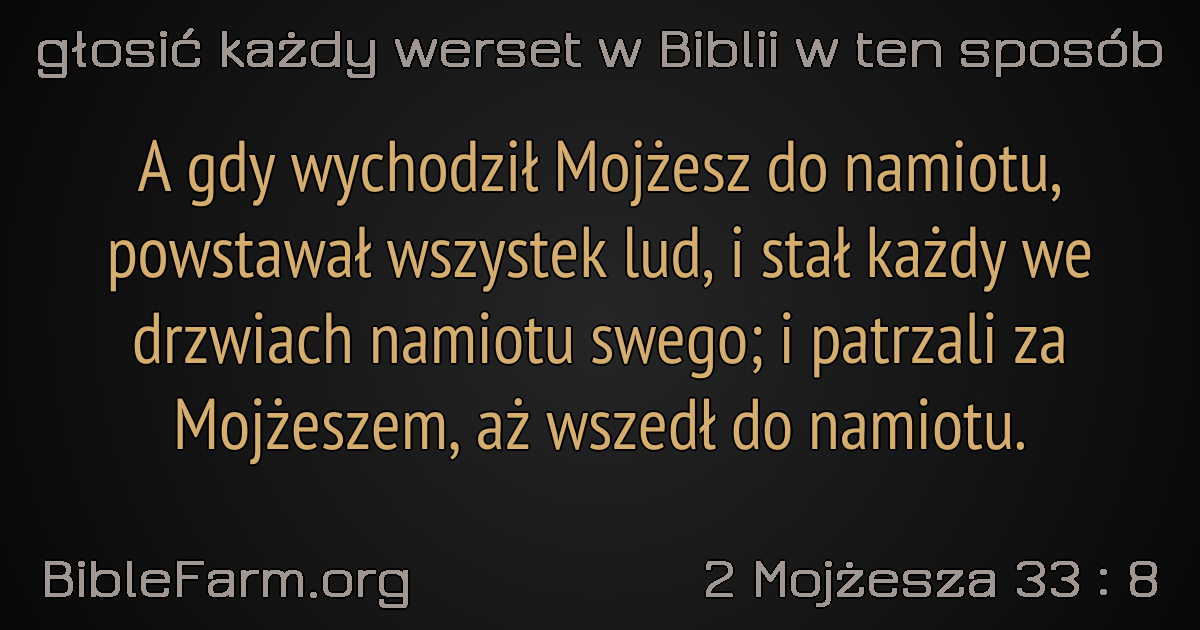 głosić każdy werset w Biblii w ten sposób
A gdy wychodził Mojżesz do namiotu,
powstawał wszystek lud, i stał każdy we
drzwiach namiotu swego; i patrzali za
Mojżeszem, aż wszedł do namiotu.
BibleFarm.org
2 Mojżesza 33 : 8